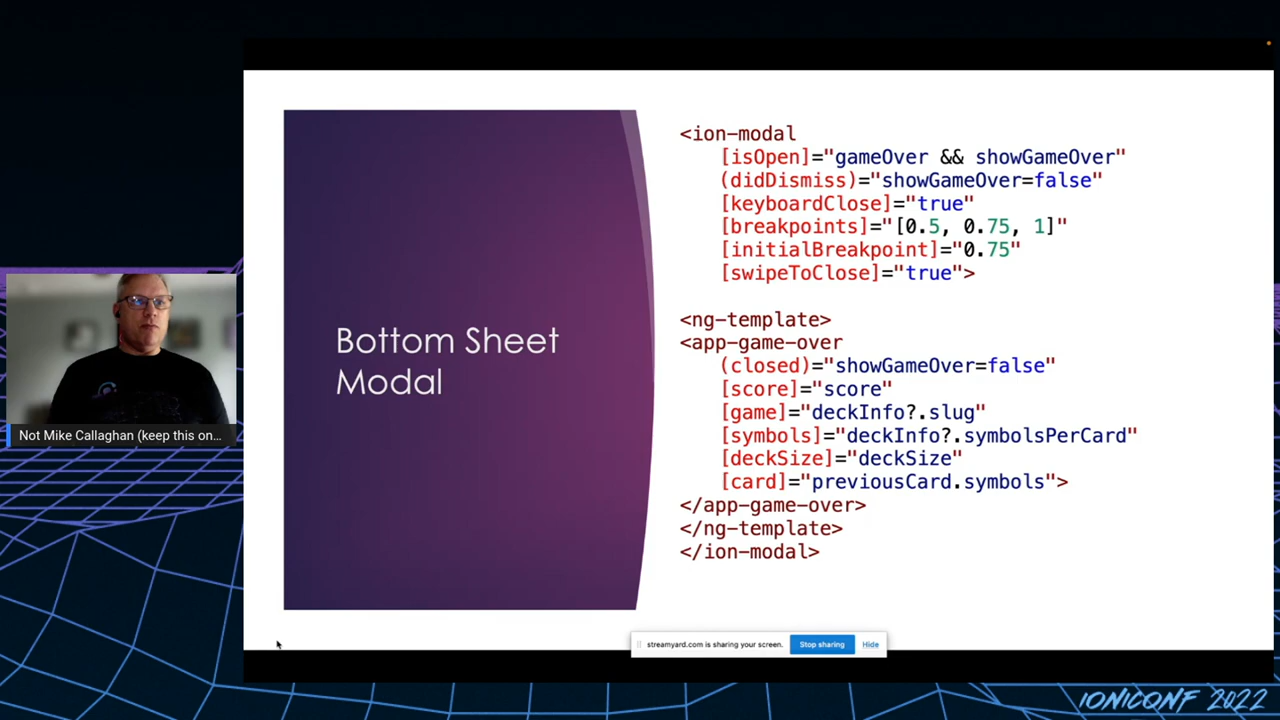 Bottom Sheet
Modal
<ion-modal
[isOpen]="gameOver && showGameOver"
(didDismiss)="showGameOver=false"
[keyboardClose]="true"
[breakpoints]="[0.5, 0.75, 1]"
[initialBreakpoint]="0.75"
[swipeToClose]="true">
<ng-template>
<app-game-over
(closed)="showGameOver=false"
[score]="score"
[game]="deckInfo?.slug"
[symbols]="deckInfo?.symbolsPerCard"
[deckSize]="deckSize"
[card]="previousCard.symbols">
</app-game-over>
</ng-template>
</ion-modal>
Not Mike Callaghan (keep this on...
streamyard.com is sharing your screen. Stop sharing Hide
IONICONF 2022